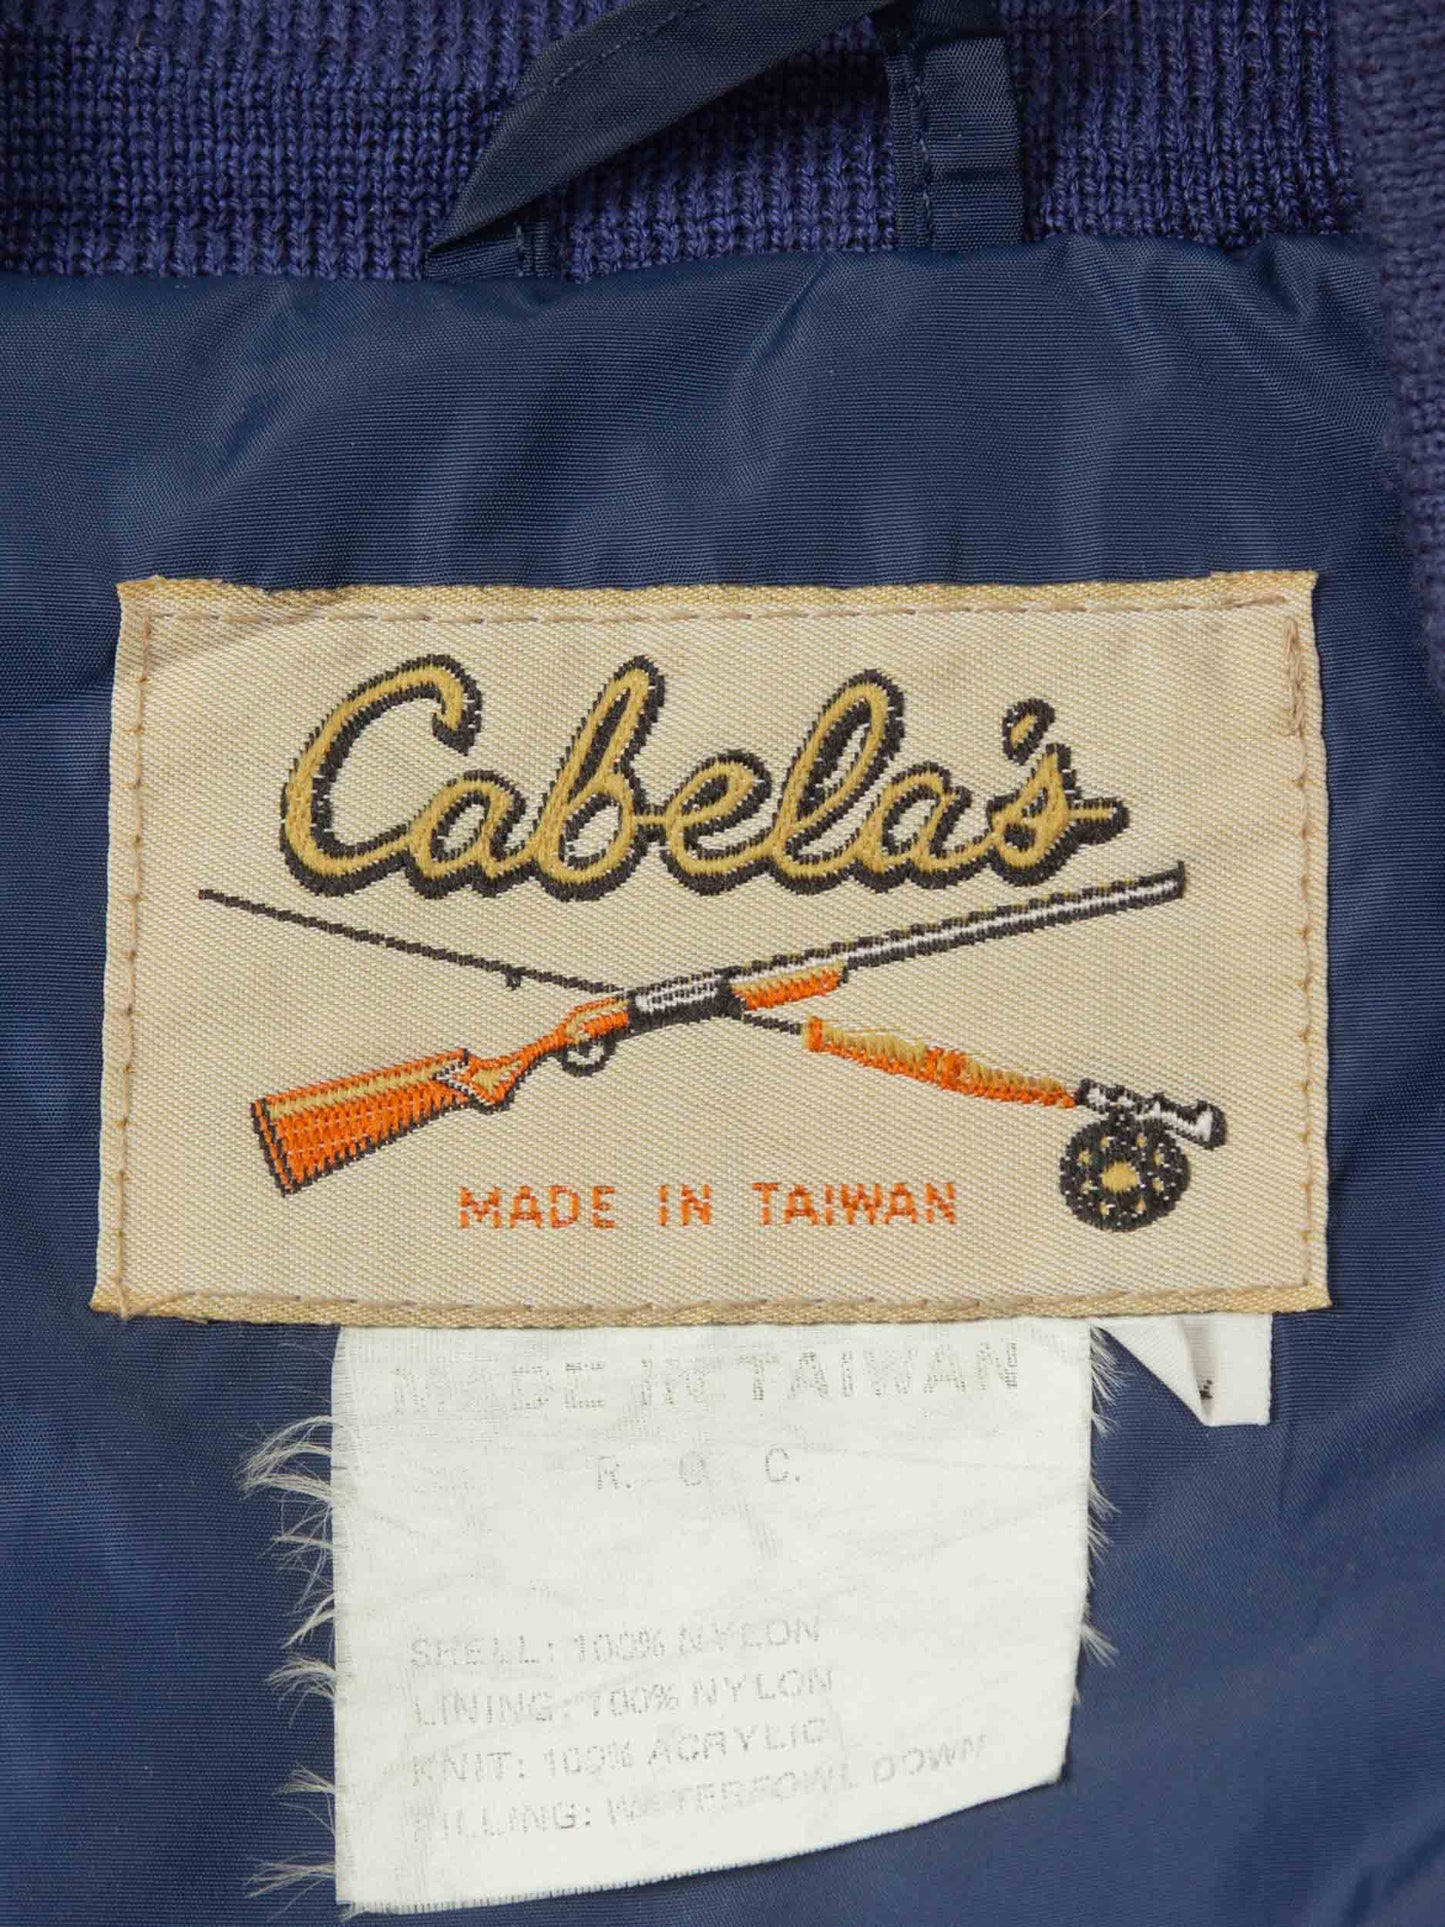 Cabela's
MADE IN TAIWAN
MADE IN TAIWAN
R. O. C.
SHELL: 100% NYLON
LINING: 100% NYLON
KNIT: 100% ACRYLIC
FILLING: WATERFOWL DOWN